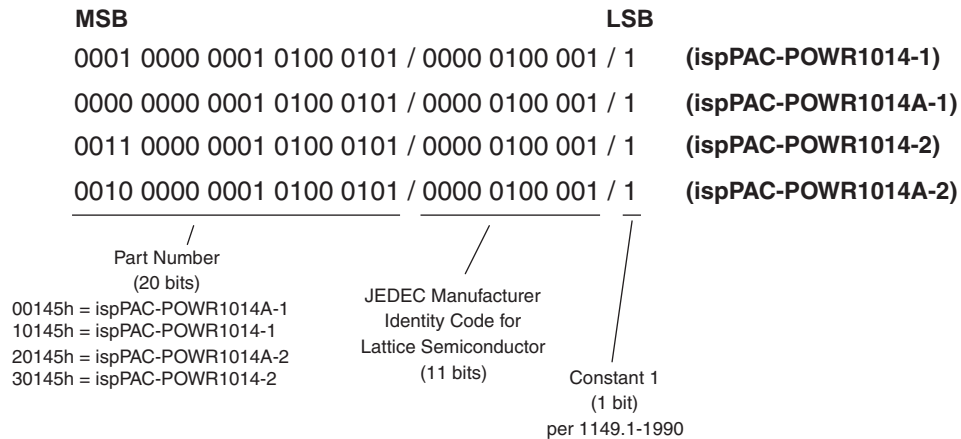 MSB LSB
0001 0000 0001 0100 0101 / 0000 0100 001 / 1 (ispPAC-POWR1014-1)
0000 0000 0001 0100 0101 / 0000 0100 001 / 1 (ispPAC-POWR1014A-1)
0011 0000 0001 0100 0101 / 0000 0100 001 / 1 (ispPAC-POWR1014-2)
0010 0000 0001 0100 0101 / 0000 0100 001 / 1 (ispPAC-POWR1014A-2)
Part Number
(20 bits)
00145h = ispPAC-POWR1014A-1
10145h = ispPAC-POWR1014-1
20145h = ispPAC-POWR1014A-2
30145h = ispPAC-POWR1014-2
JEDEC Manufacturer
Identity Code for
Lattice Semiconductor
(11 bits)
Constant 1
(1 bit)
per 1149.1-1990